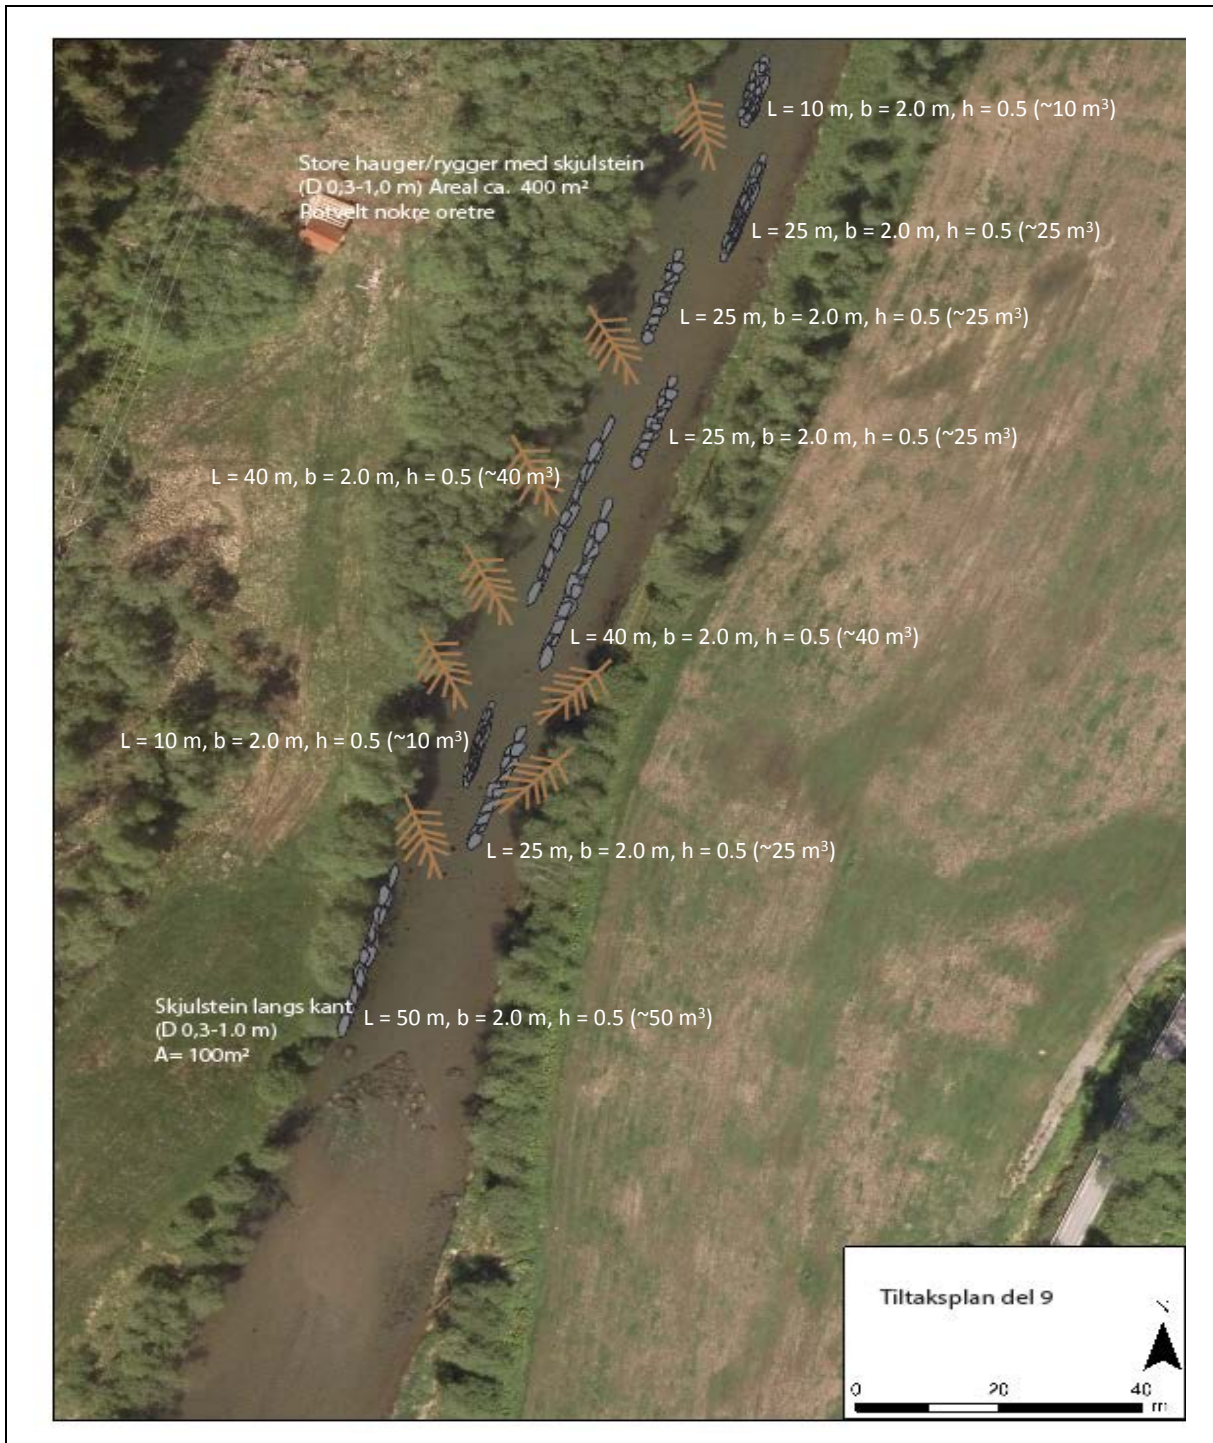 L = 10 m, b = 2.0 m, h = 0.5 (~10 m³)
Store hauger/rygger med skjulstein
(D 0,3-1,0 m) Areal ca. 400 m²
Rotvelt nokre oretre
L = 25 m, b = 2.0 m, h = 0.5 (~25 m³)
L = 25 m, b = 2.0 m, h = 0.5 (~25 m³)
L = 25 m, b = 2.0 m, h = 0.5 (~25 m³)
L = 40 m, b = 2.0 m, h = 0.5 (~40 m³)
L = 40 m, b = 2.0 m, h = 0.5 (~40 m³)
L = 10 m, b = 2.0 m, h = 0.5 (~10 m³)
L = 25 m, b = 2.0 m, h = 0.5 (~25 m³)
Skjulstein langs kant
(D 0,3-1.0 m)
A= 100m²
L = 50 m, b = 2.0 m, h = 0.5 (~50 m³)
Tiltaksplan del 9
0 20 40
m